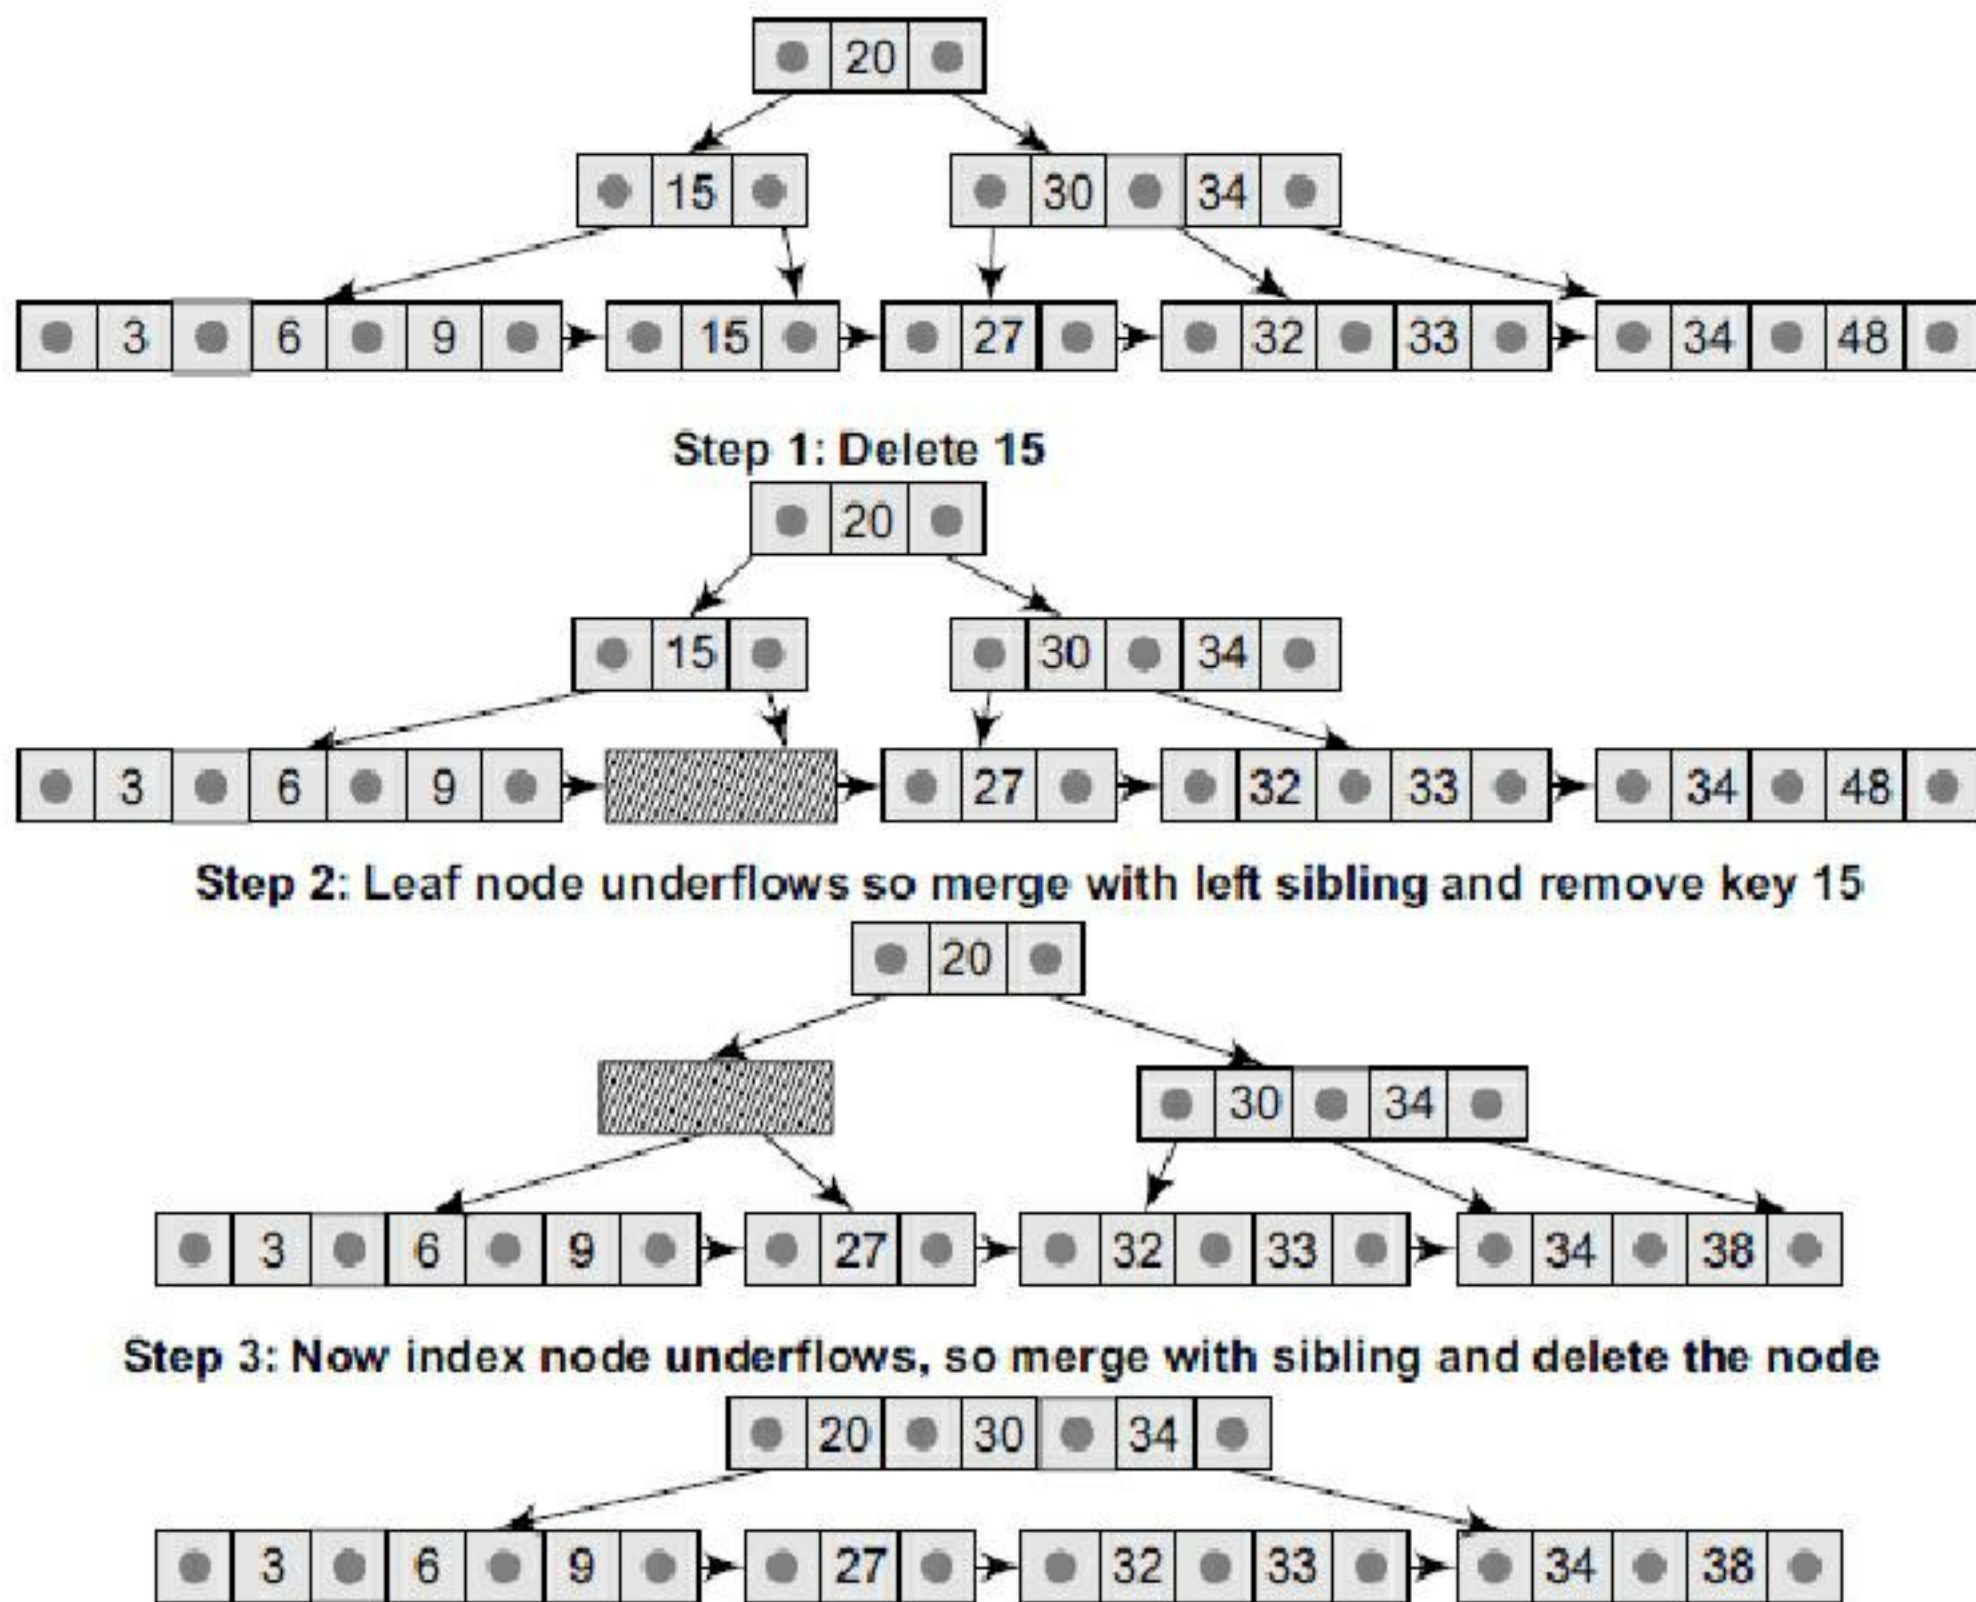 20
15 30 34
3 6 9 15 27 32 33 34 48
Step 1: Delete 15
20
15 30 34
3 6 9 27 32 33 34 48
Step 2: Leaf node underflows so merge with left sibling and remove key 15
20
30 34
3 6 9 27 32 33 34 38
Step 3: Now index node underflows, so merge with sibling and delete the node
20 30 34
3 6 9 27 32 33 34 38